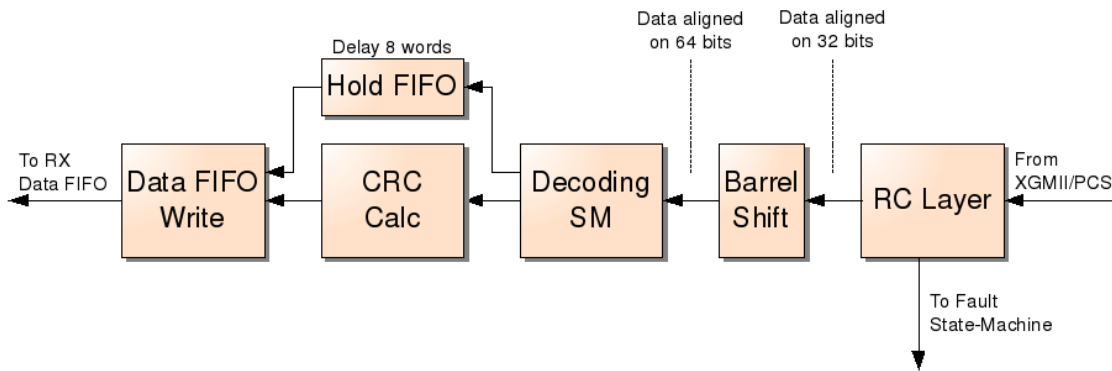 Data aligned
on 64 bits
Data aligned
on 32 bits
Delay 8 words
Hold FIFO
To RX
Data FIFO
Data FIFO
Write
CRC
Calc
Decoding
SM
Barrel
Shift
RC Layer
From
XGMII/PCS
To Fault
State-Machine